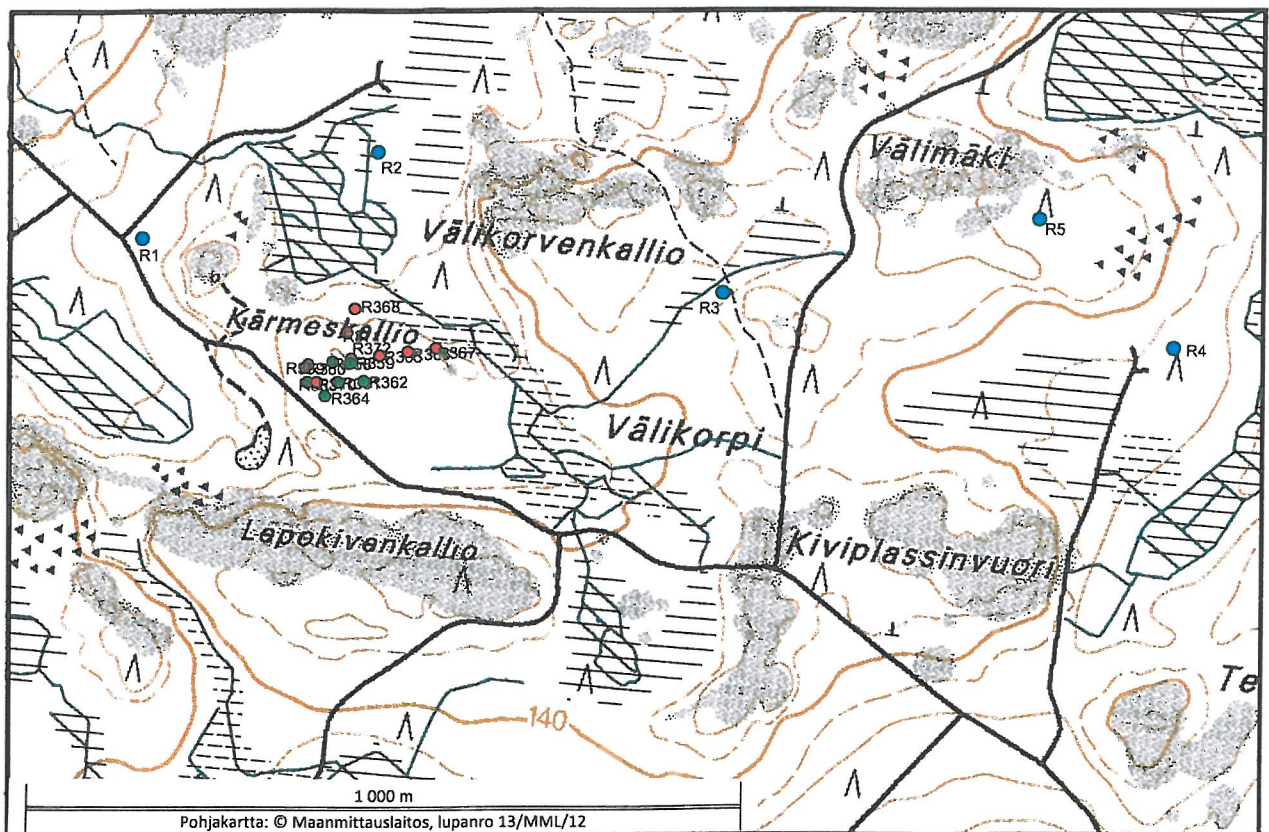 Välimäki
R2
R5
Välikorvenkallio
R1
R3
R368
Kärmeskallio
R372
R4
R359
R367
R362
R364
Välikorpi
Lepokivenkallio
Kiviplassinvuori
Te
140
1 000 m
Pohjakartta: © Maanmittauslaitos, lupanro 13/MML/12